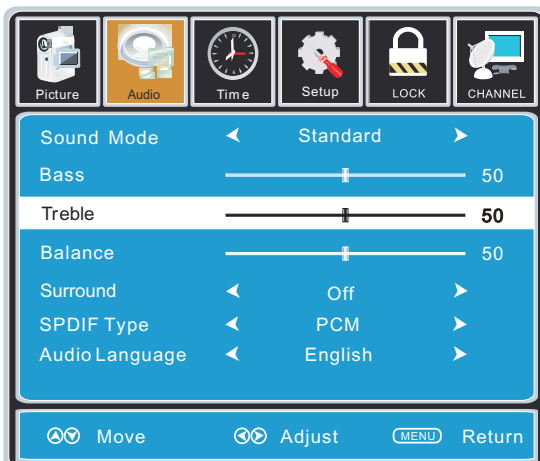 Picture Audio Time Setup LOCK CHANNEL
Sound Mode Standard
Bass 50
Treble 50
Balance 50
Surround Off
SPDIF Type PCM
Audio Language English
Move Adjust MENU Return